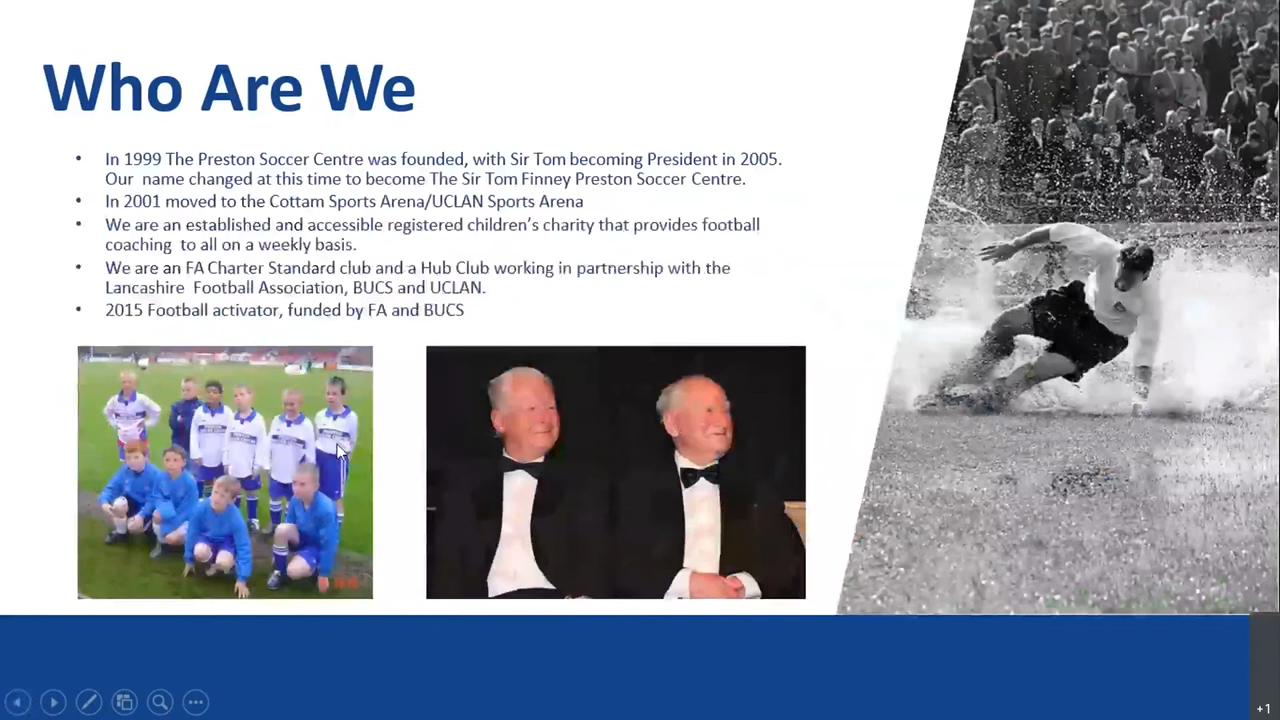 Who Are We
• In 1999 The Preston Soccer Centre was founded, with Sir Tom becoming President in 2005.
Our name changed at this time to become The Sir Tom Finney Preston Soccer Centre.
• In 2001 moved to the Cottam Sports Arena/UCLAN Sports Arena
• We are an established and accessible registered children's charity that provides football
coaching to all on a weekly basis.
• We are an FA Charter Standard club and a Hub Club working in partnership with the
Lancashire Football Association, BUCS and UCLAN.
• 2015 Football activator, funded by FA and BUCS
+1